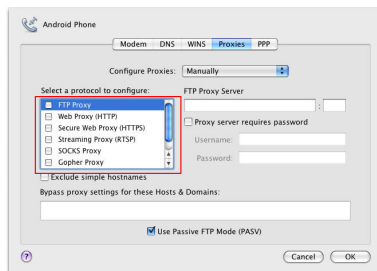 Android Phone
Modem DNS WINS Proxies PPP
Configure Proxies: Manually
Select a protocol to configure: FTP Proxy Server
FTP Proxy
:
Web Proxy (HTTP)
Proxy server requires password
Secure Web Proxy (HTTPS)
Username:
Streaming Proxy (RTSP)
SOCKS Proxy
Password:
Gopher Proxy
Exclude simple hostnames
Bypass proxy settings for these Hosts & Domains:
Use Passive FTP Mode (PASV)
? Cancel OK